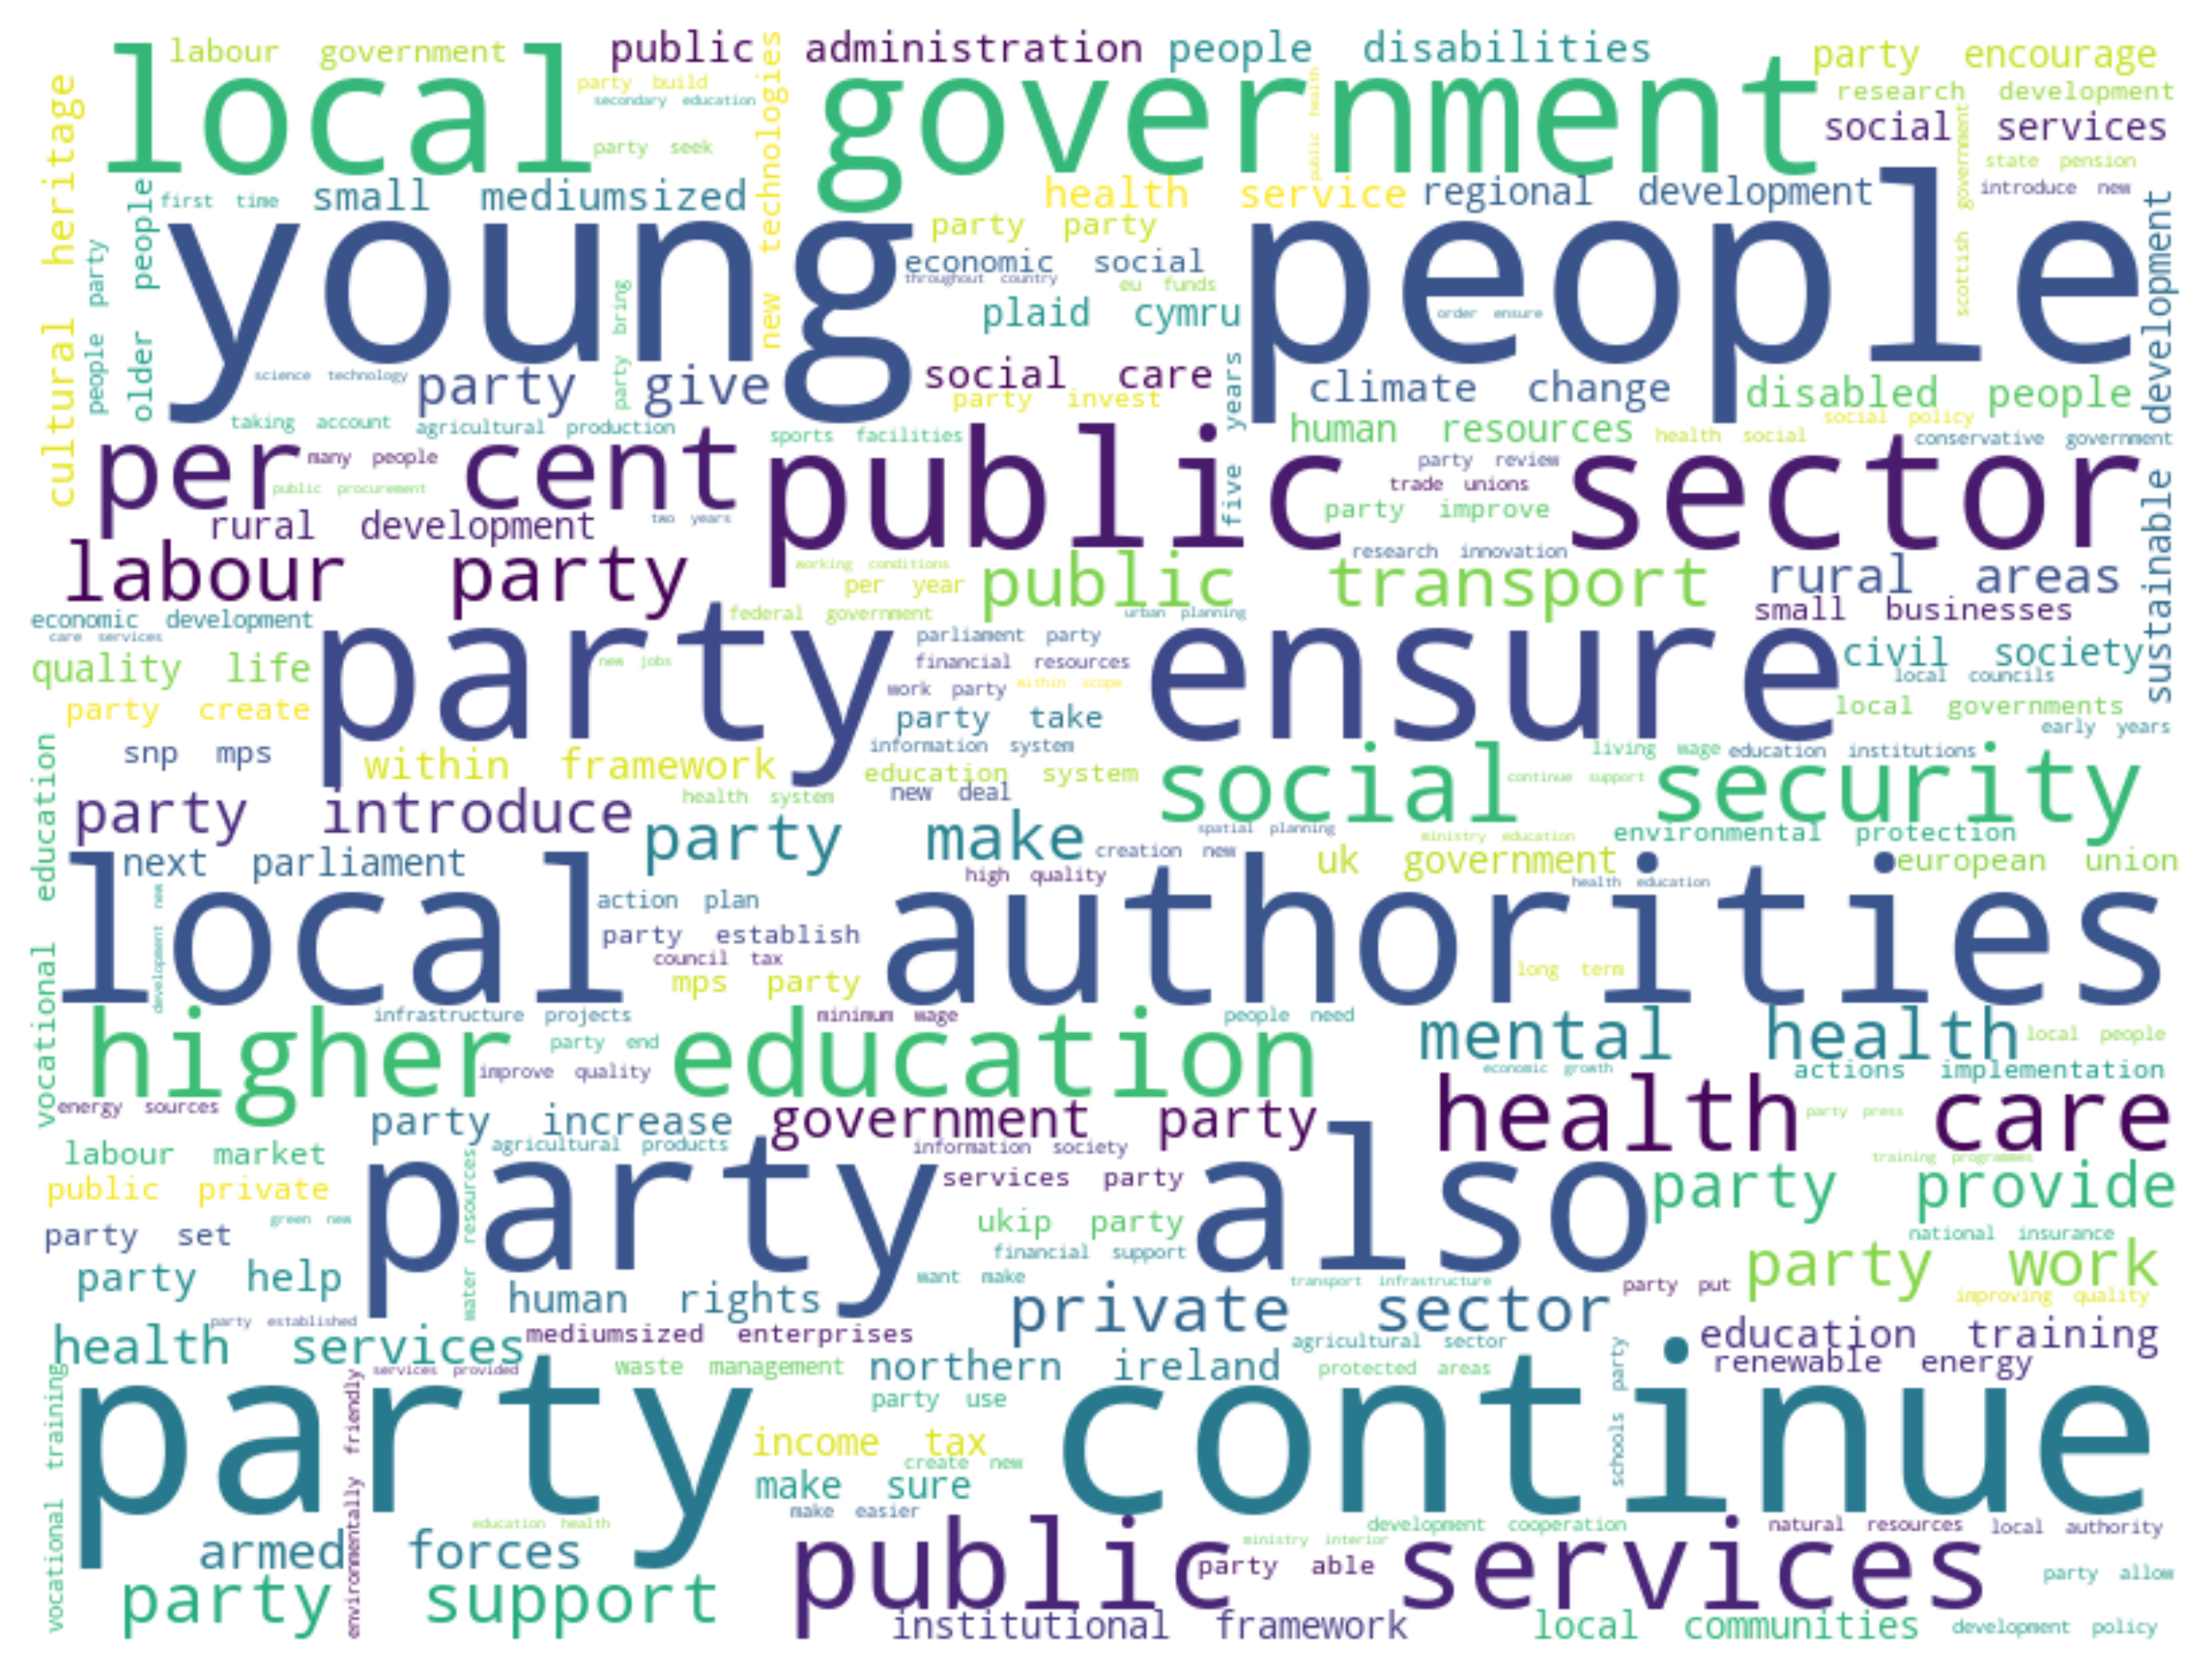 labour government
public administration
people disabilities
party encourage
local government
party build
secondary education
party seek
new technologies
public health
research development
social services
state pension
introduce new
scottish government
cultural heritage
older people
people party
first time
small mediumsized
health service
regional development
young people
party party
economic social
throughout country
eu funds
plaid cymru
order ensure
sustainable development
science technology
party give
party bring
social care
party invest
five years
climate change
disabled people
social policy
taking account
agricultural production
sports facilities
human resources
health social
conservative government
per cent
many people
public procurement
public sector
party review
trade unions
party improve
rural development
two years
research innovation
labour party
working conditions
per year
public transport
rural areas
small businesses
economic development
care services
federal government
urban planning
party ensure
parliament party
financial resources
new jobs
work party
within scope
civil society
local councils
quality life
party create
party take
local governments
early years
snp mps
information system
living wage
education institutions
within framework
education system
social security
continue support
health system
new deal
party introduce
party make
spatial planning
ministry education
environmental protection
creation new
next parliament
high quality
uk government
european union
health education
vocational education
local authorities
development new
action plan
party establish
council tax
mps party
long term
infrastructure projects
minimum wage
people need
higher education
party end
improve quality
mental health
local people
economic growth
actions implementation
energy sources
party increase
government party
health care
party press
agricultural products
information society
labour market
public private
party also
water resources
services party
training programmes
party provide
party set
green new
ukip party
financial support
national insurance
party help
want make
transport infrastructure
party put
party work
human rights
private sector
improving quality
party established
health services
mediumsized enterprises
agricultural sector
education training
services provided
waste management
northern ireland
protected areas
renewable energy
schools party
vocational training
environmentally friendly
party continue
party use
income tax
create new
make sure
make easier
education health
development cooperation
natural resources
local authority
armed forces
public services
ministry interior
party able
party allow
party support
institutional framework
local communities
development policy